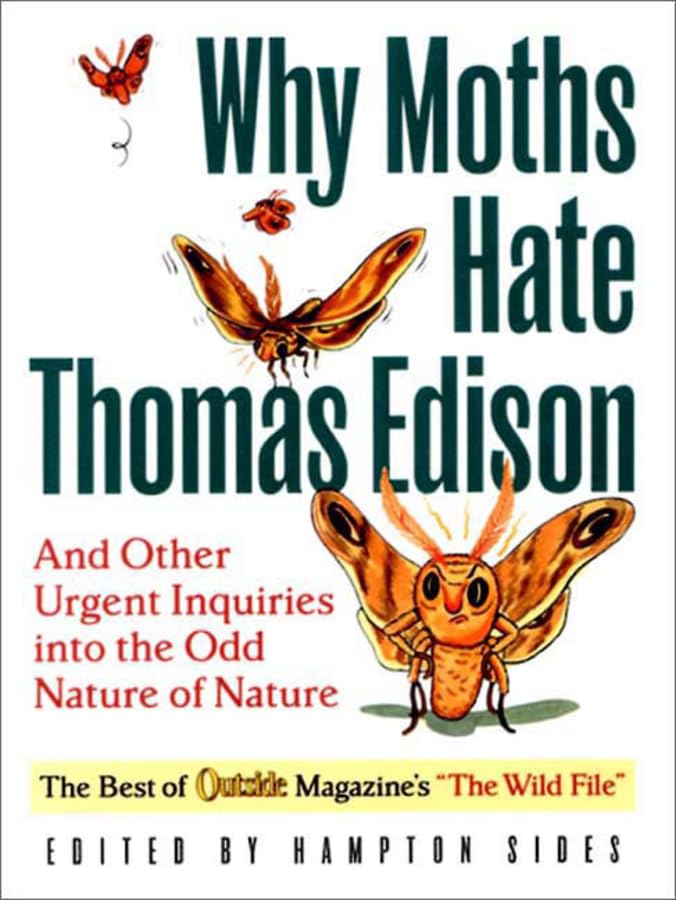 Why Moths
Hate
Thomas Edison
And Other
Urgent Inquiries
into the Odd
Nature of Nature
The Best of Outside Magazine's "The Wild File"
EDITED BY HAMPTON SIDES